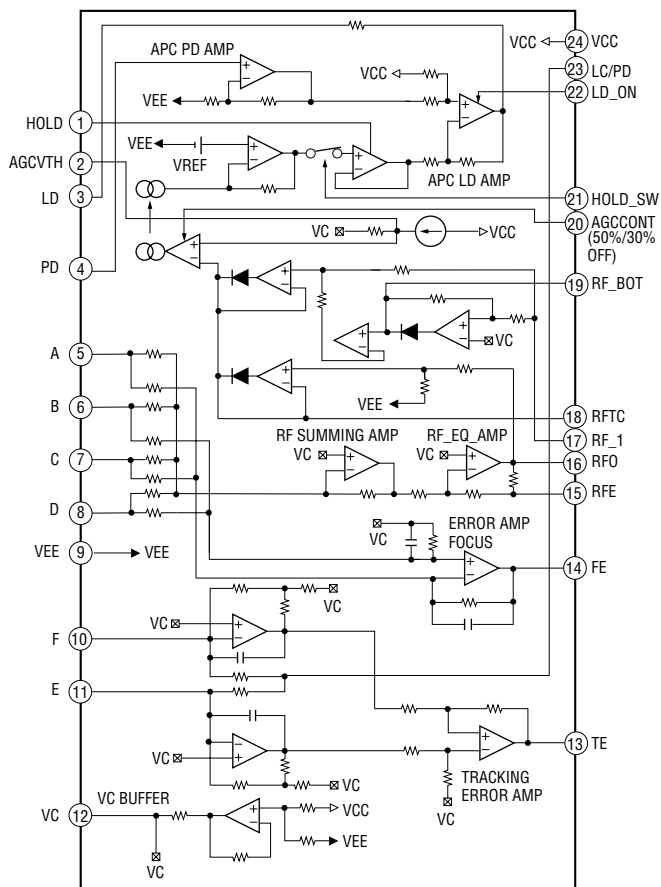 APC PD AMP
VCC
24
VCC
23
LC/PD
VCC
22
LD_ON
VEE
HOLD
1
VEE
VREF
AGCVTH
2
APC LD AMP
LD
3
21
HOLD_SW
VC
VCC
20
AGCCONT
(50%/30%
OFF)
PD
4
19
RF_BOT
VC
A
5
VEE
B
6
18
RFTC
RF SUMMING AMP
RF_EQ_AMP
17
RF_1
VC
VC
C
7
16
RFO
15
RFE
D
8
VC
ERROR AMP
FOCUS
VEE
9
VEE
14
FE
VC
VC
F
10
E
11
13
TE
VC
VC
TRACKING
ERROR AMP
VC
VC BUFFER
VCC
VC
12
VEE
VC